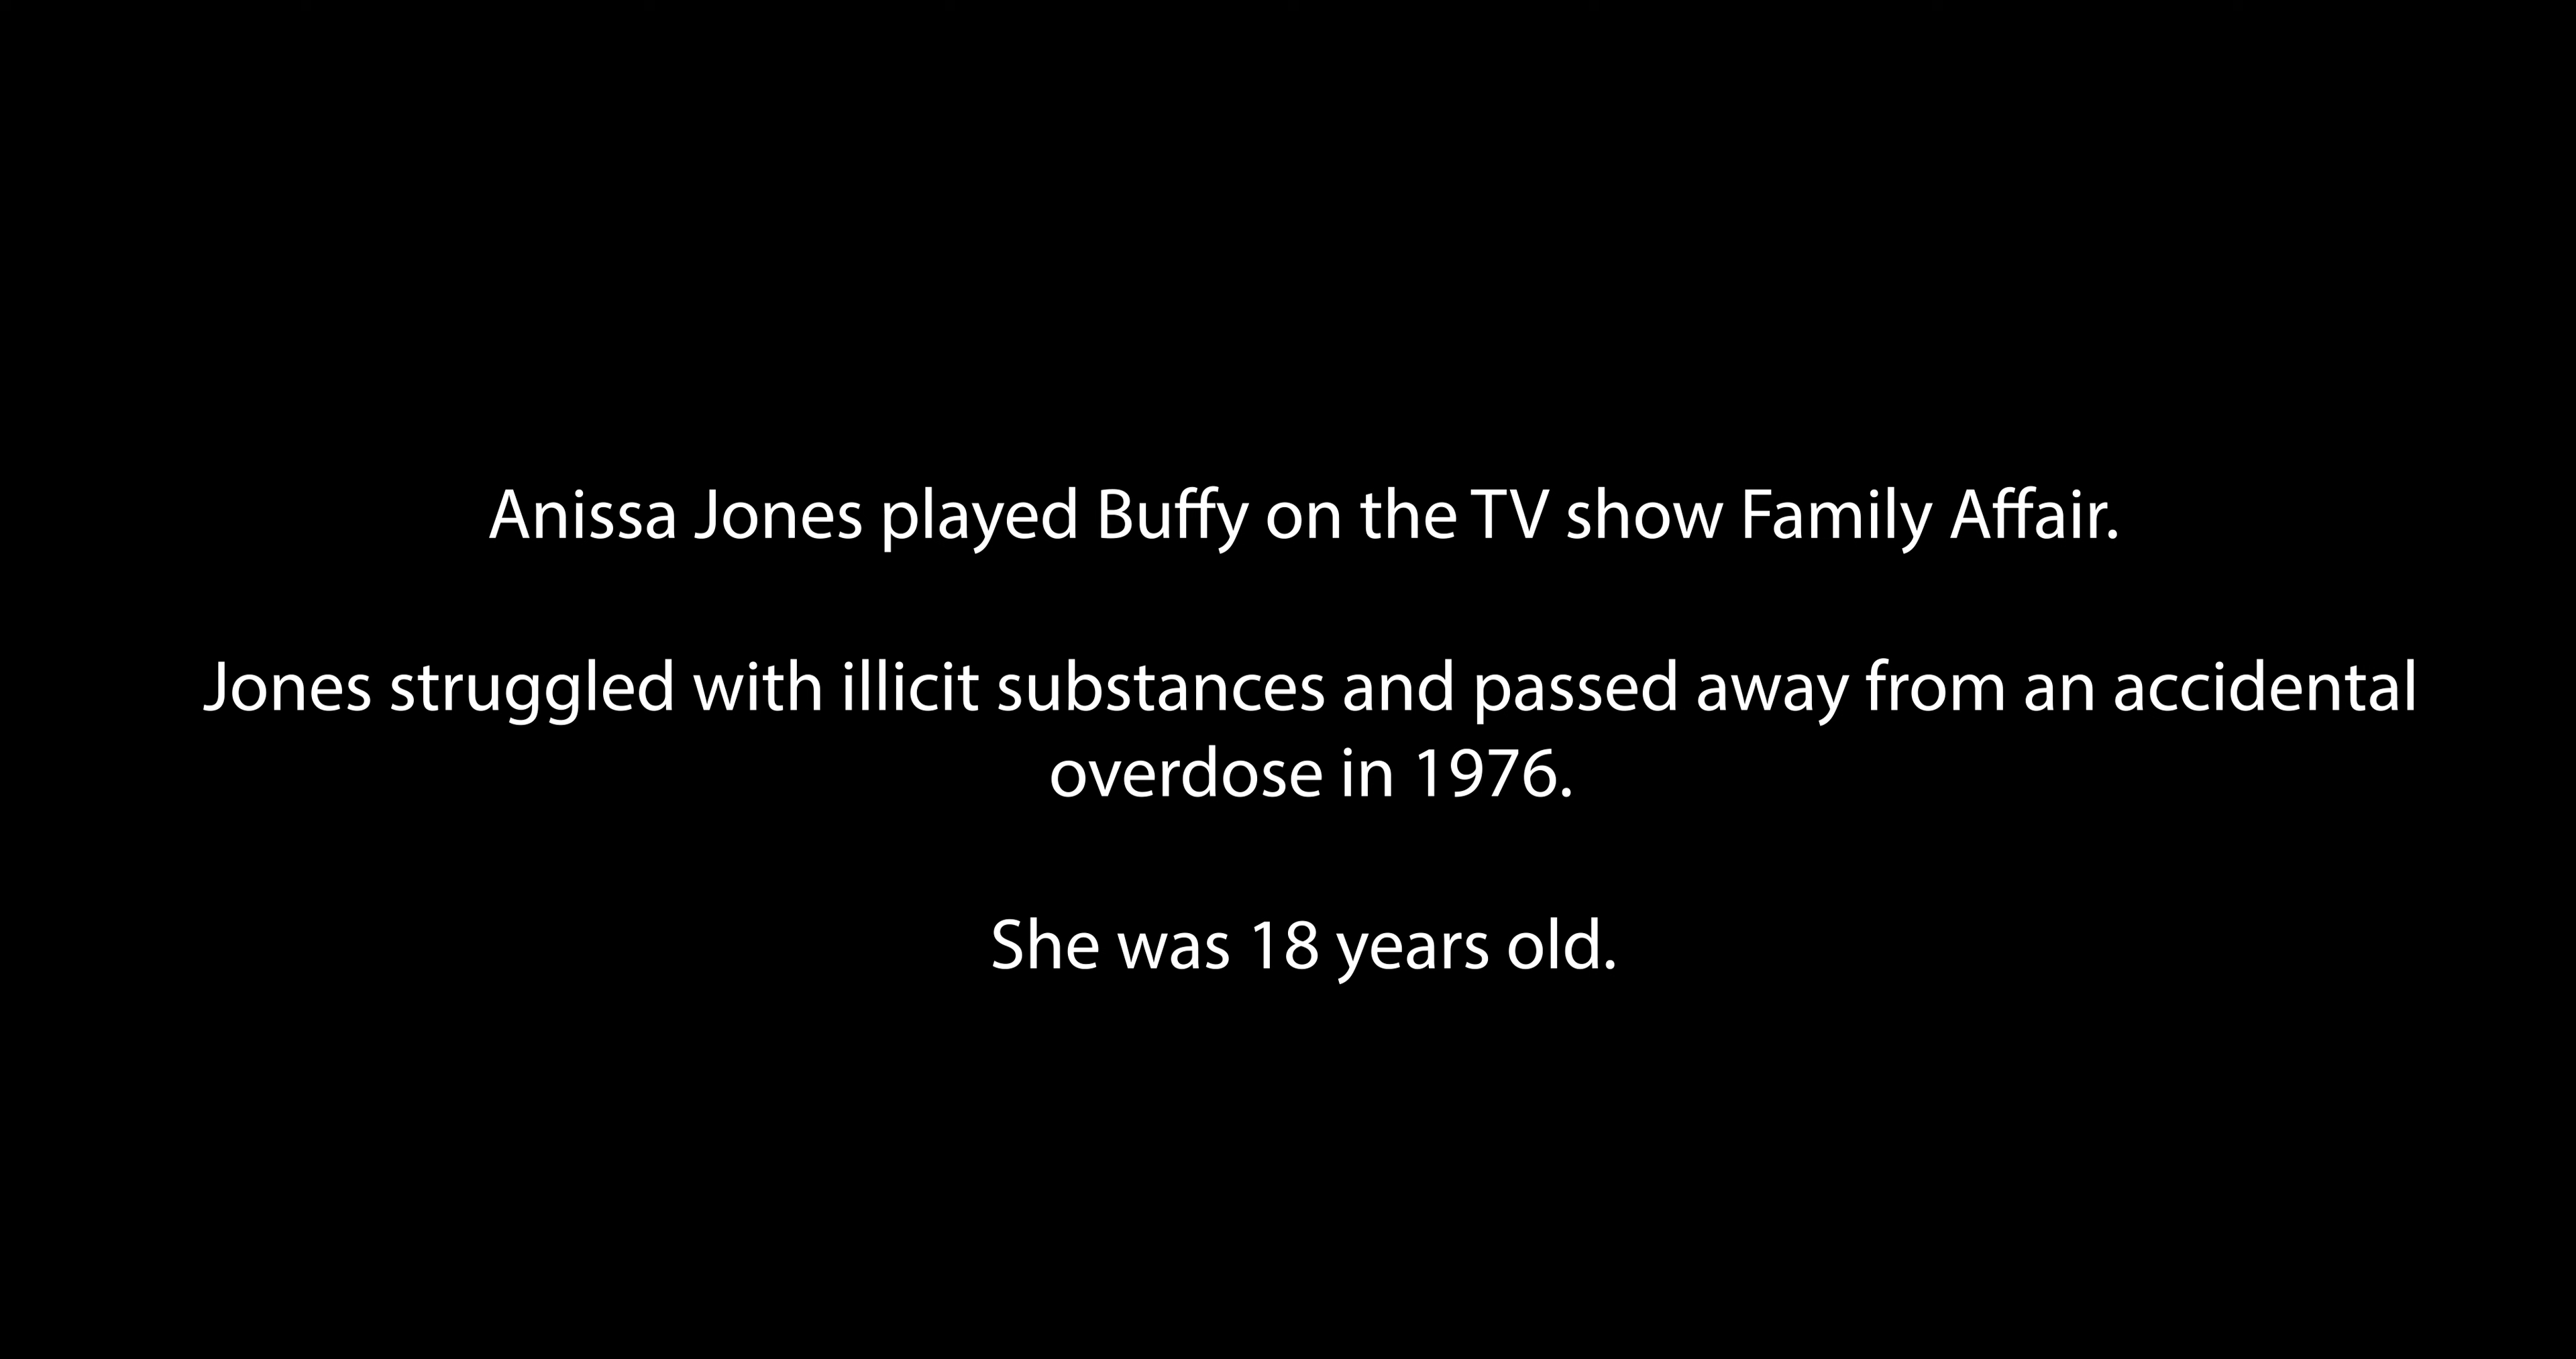 Anissa Jones played Buffy on the TV show Family Affair.
Jones struggled with illicit substances and passed away from an accidental
overdose in 1976.
She was 18 years old.